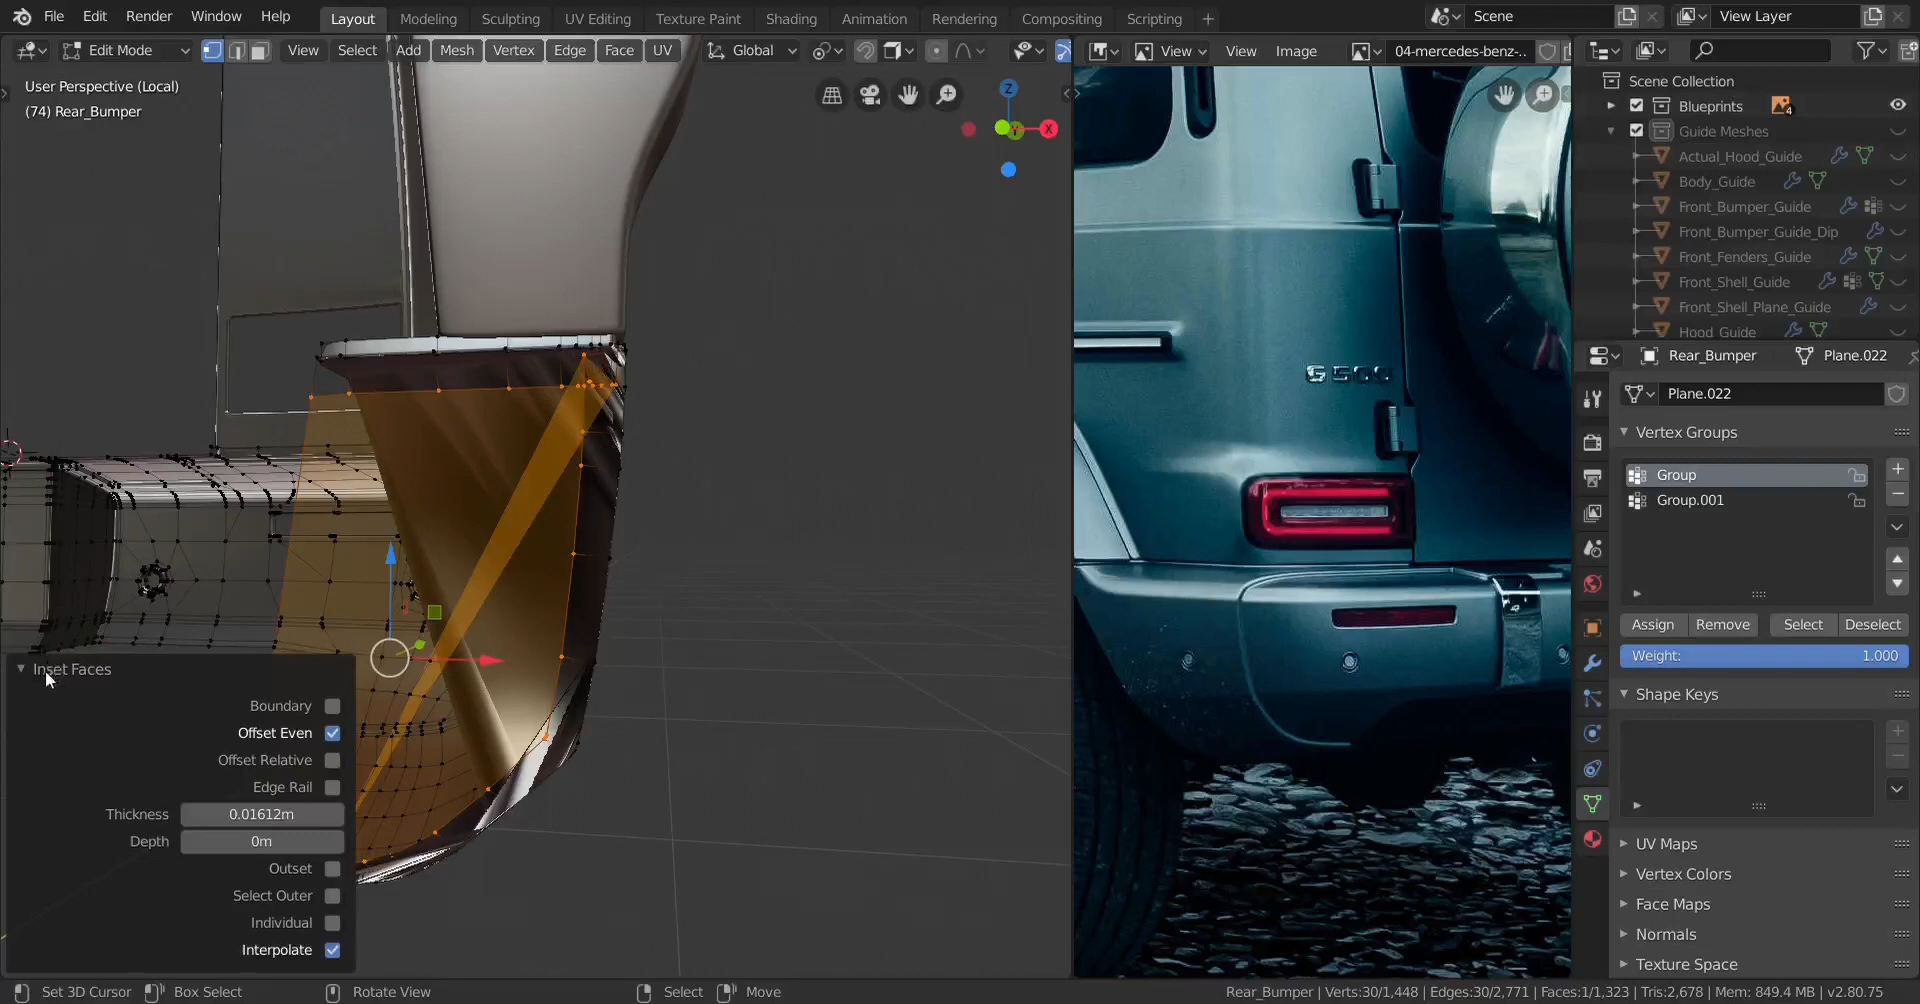 File Edit Render Window Help Layout Modeling Sculpting UV Editing Texture Paint Shading Animation Rendering Compositing Scripting + Scene View Layer
Edit Mode View Select Add Mesh Vertex Edge Face UV Global
View View Image 04-mercedes-benz-..
User Perspective (Local)
(74) Rear_Bumper
Z
X
G 500
Scene Collection
Blueprints 4
Guide Meshes
Actual_Hood_Guide
Body_Guide
Front_Bumper_Guide
Front_Bumper_Guide_Dip
Front_Fenders_Guide
Front_Shell_Guide
Front_Shell_Plane_Guide
Hood_Guide
Rear_Bumper Plane.022
Plane.022
Vertex Groups
Group
Group.001
Assign Remove Select Deselect
Weight: 1.000
Shape Keys
UV Maps
Vertex Colors
Face Maps
Normals
Texture Space
Inset Faces
Boundary
Offset Even
Offset Relative
Edge Rail
Thickness 0.01612m
Depth 0m
Outset
Select Outer
Individual
Interpolate
Set 3D Cursor Box Select Rotate View Select Move Rear_Bumper | Verts:30/1,448 | Edges:30/2,771 | Faces:1/1,323 | Tris:2,678 | Mem: 849.4 MB | v2.80.75